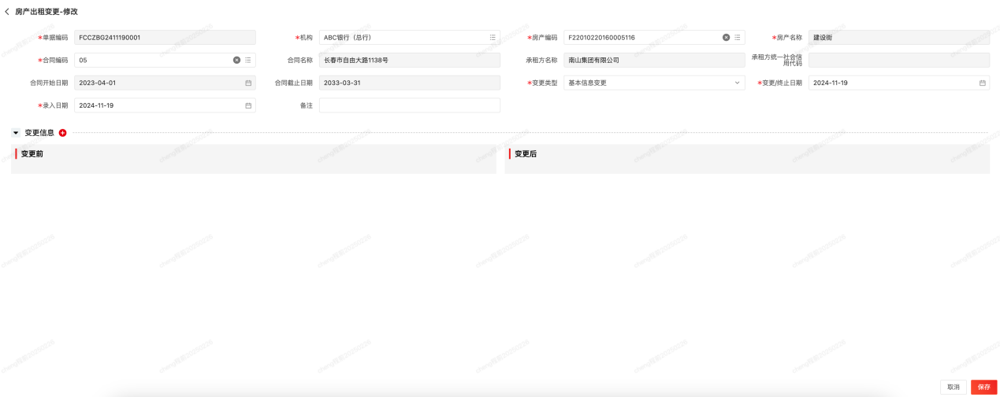 房产出租变更-修改
*单据编码 FCCZBG2411190001 *机构 ABC银行（总行） *房产编码 F22010220160005116 *房产名称 建设街
*合同编码 05 合同名称 长春市自由大路1138号 承租方名称 南山集团有限公司 承租方统一社会信用代码
合同开始日期 2023-04-01 合同截止日期 2033-03-31 *变更类型 基本信息变更 *变更/终止日期 2024-11-19
*录入日期 2024-11-19 备注
变更信息
变更前 变更后
取消 保存